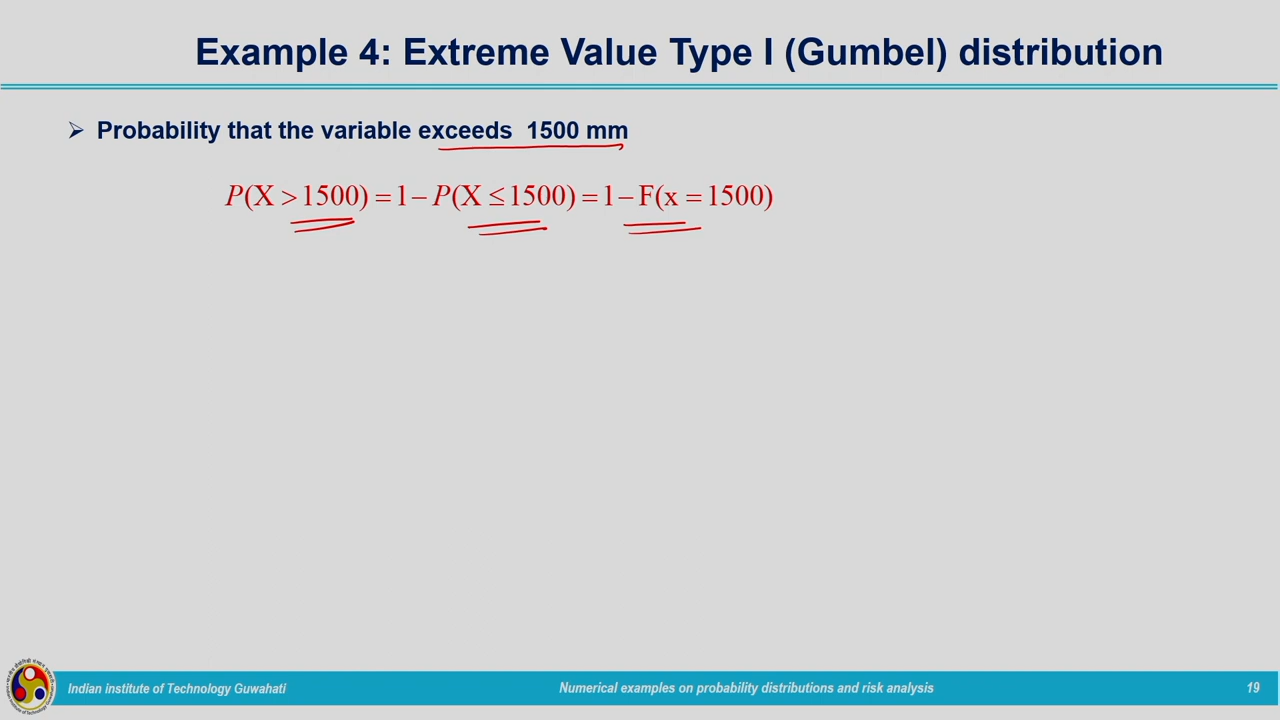 Example 4: Extreme Value Type I (Gumbel) distribution
➢ Probability that the variable exceeds 1500 mm
P(X > 1500) = 1 − P(X ≤ 1500) = 1 − F(x = 1500)
Indian institute of Technology Guwahati
Numerical examples on probability distributions and risk analysis
19